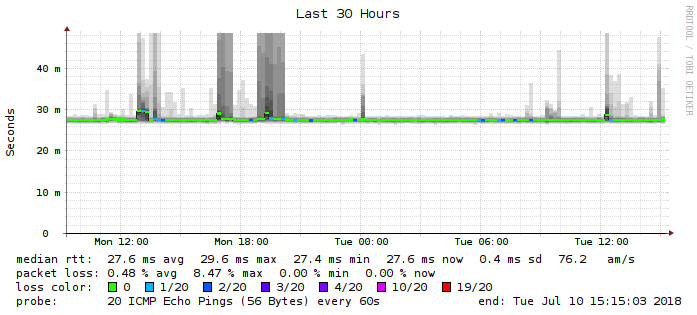 Last 30 Hours
RRDTOOL / TOBI OETIKER
Seconds
40 m
30 m
20 m
10 m
0
Mon 12:00 Mon 18:00 Tue 00:00 Tue 06:00 Tue 12:00
median rtt: 27.6 ms avg 29.6 ms max 27.4 ms min 27.6 ms now 0.4 ms sd 76.2 am/s
packet loss: 0.48 % avg 8.47 % max 0.00 % min 0.00 % now
loss color: 0 1/20 2/20 3/20 4/20 10/20 19/20
probe: 20 ICMP Echo Pings (56 Bytes) every 60s end: Tue Jul 10 15:15:03 2018